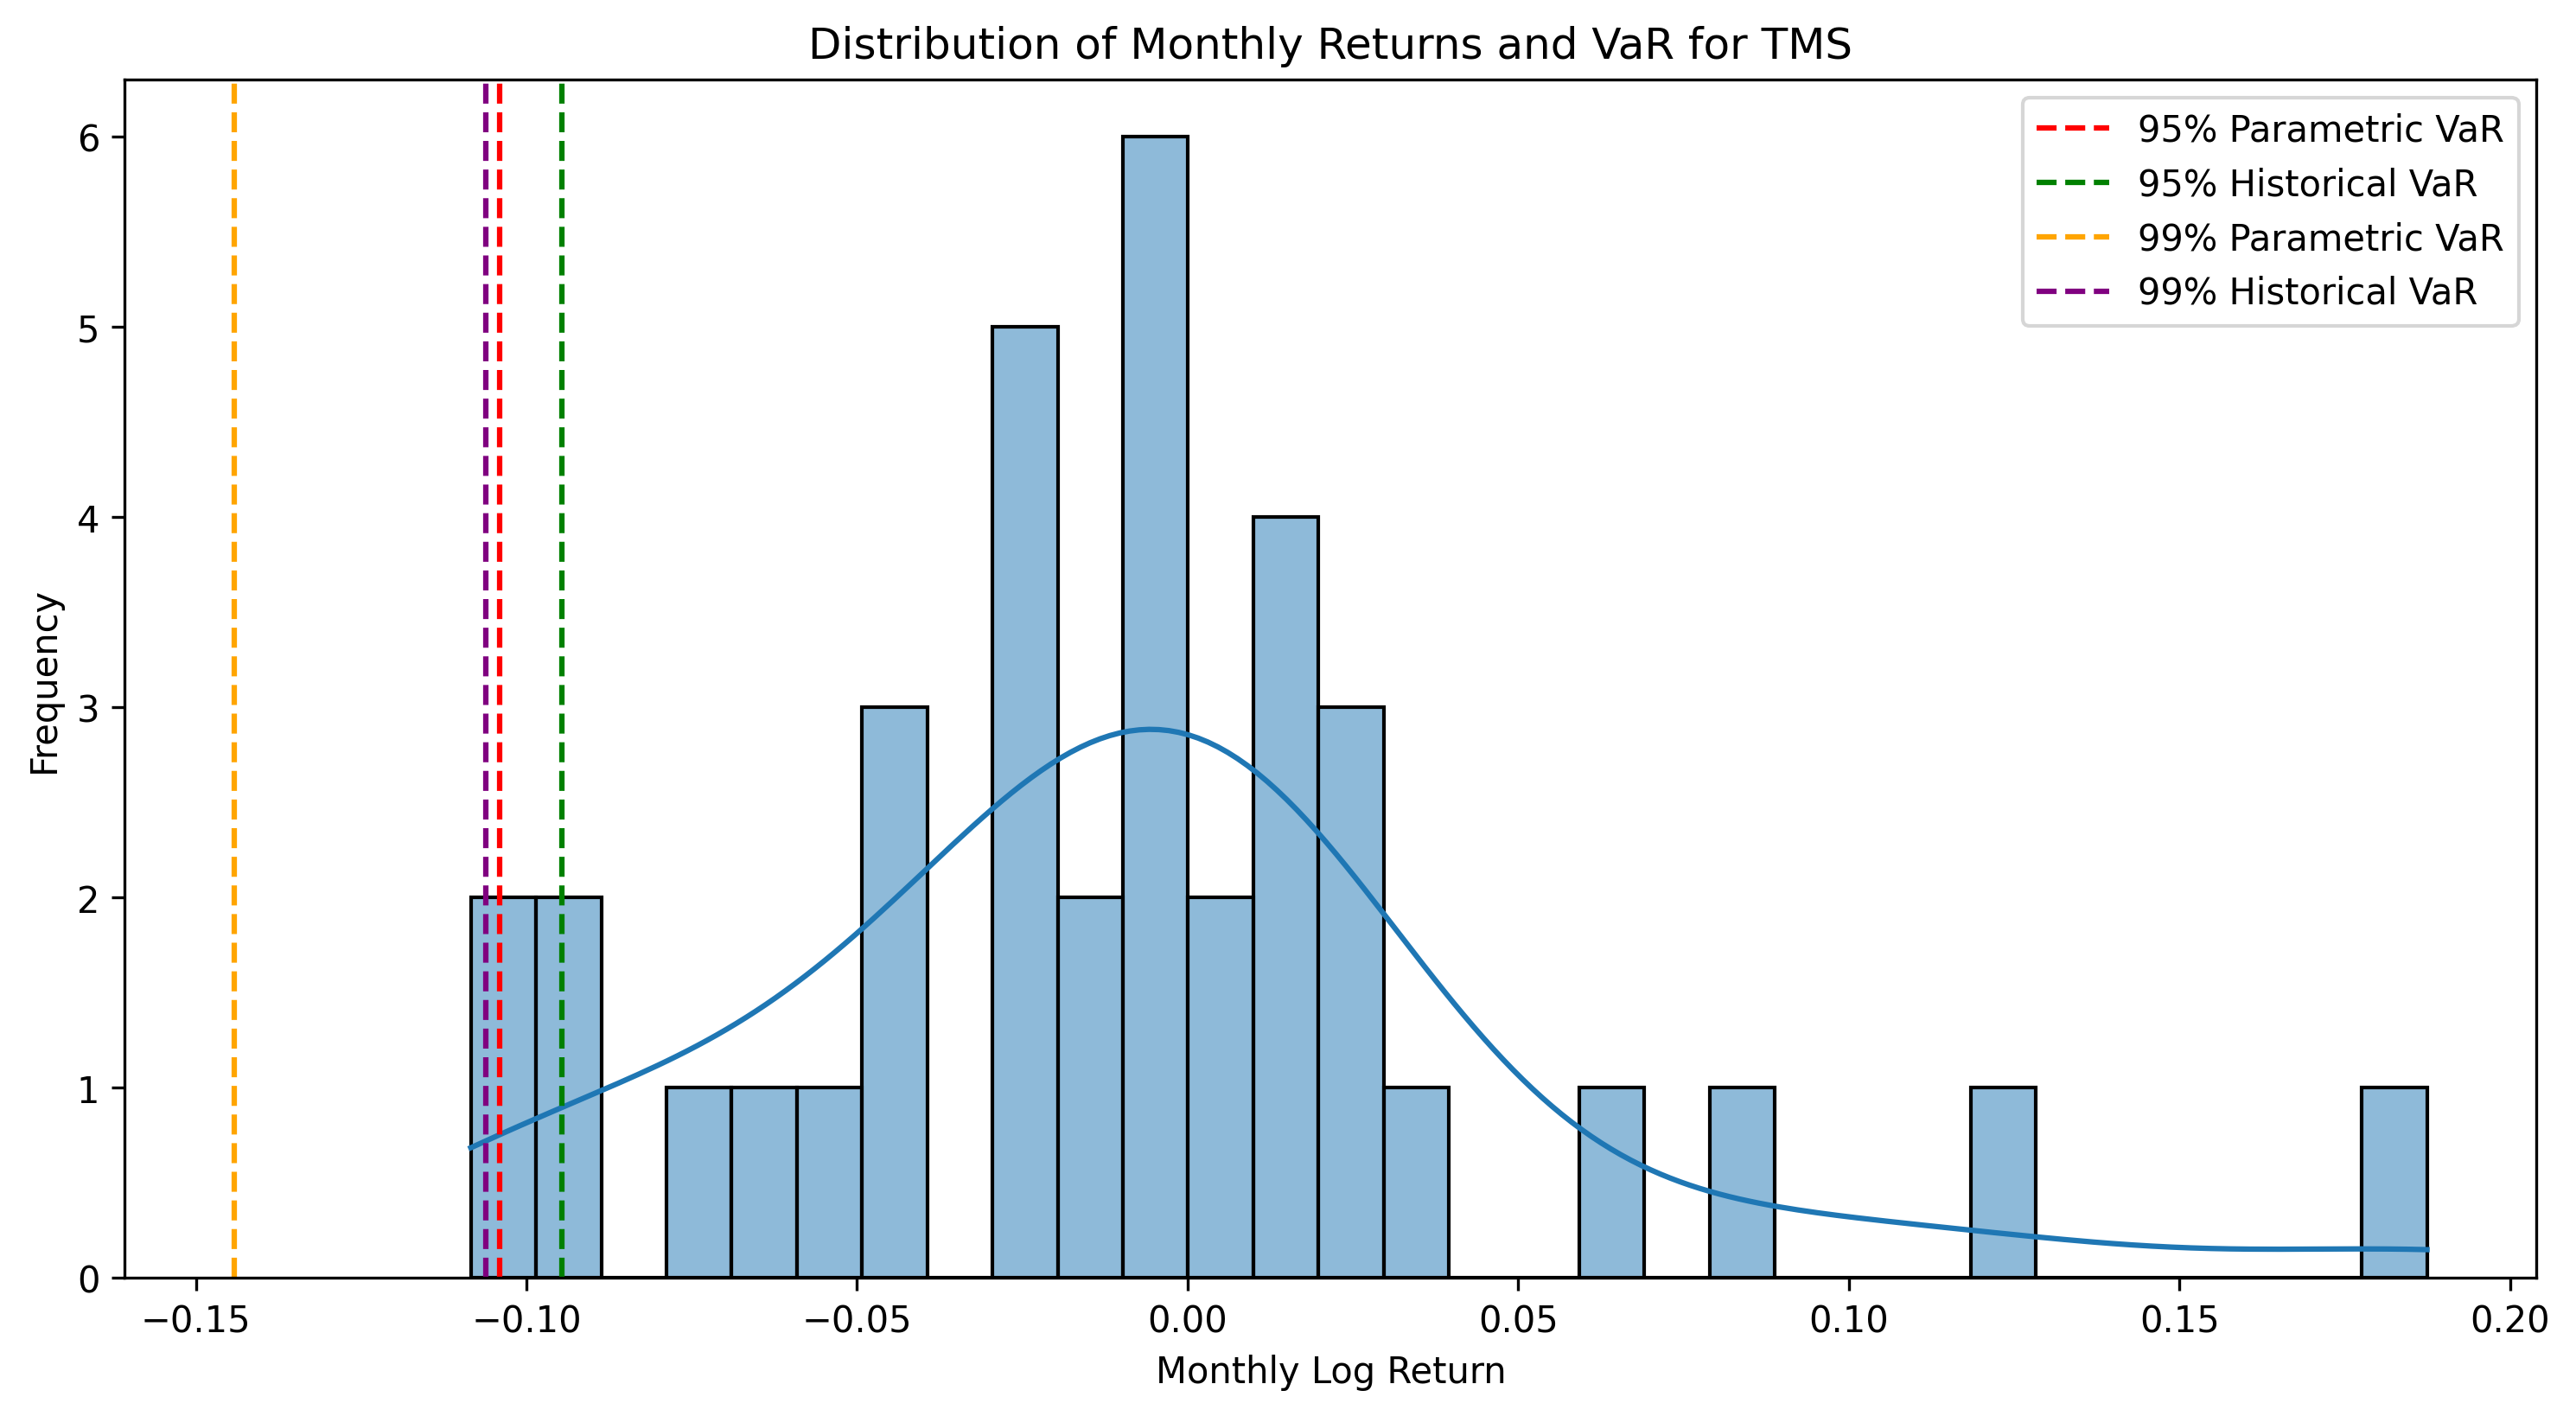 Distribution of Monthly Returns and VaR for TMS
95% Parametric VaR
95% Historical VaR
99% Parametric VaR
99% Historical VaR
Frequency
6
5
4
3
2
1
0
−0.15 −0.10 −0.05 0.00 0.05 0.10 0.15 0.20
Monthly Log Return